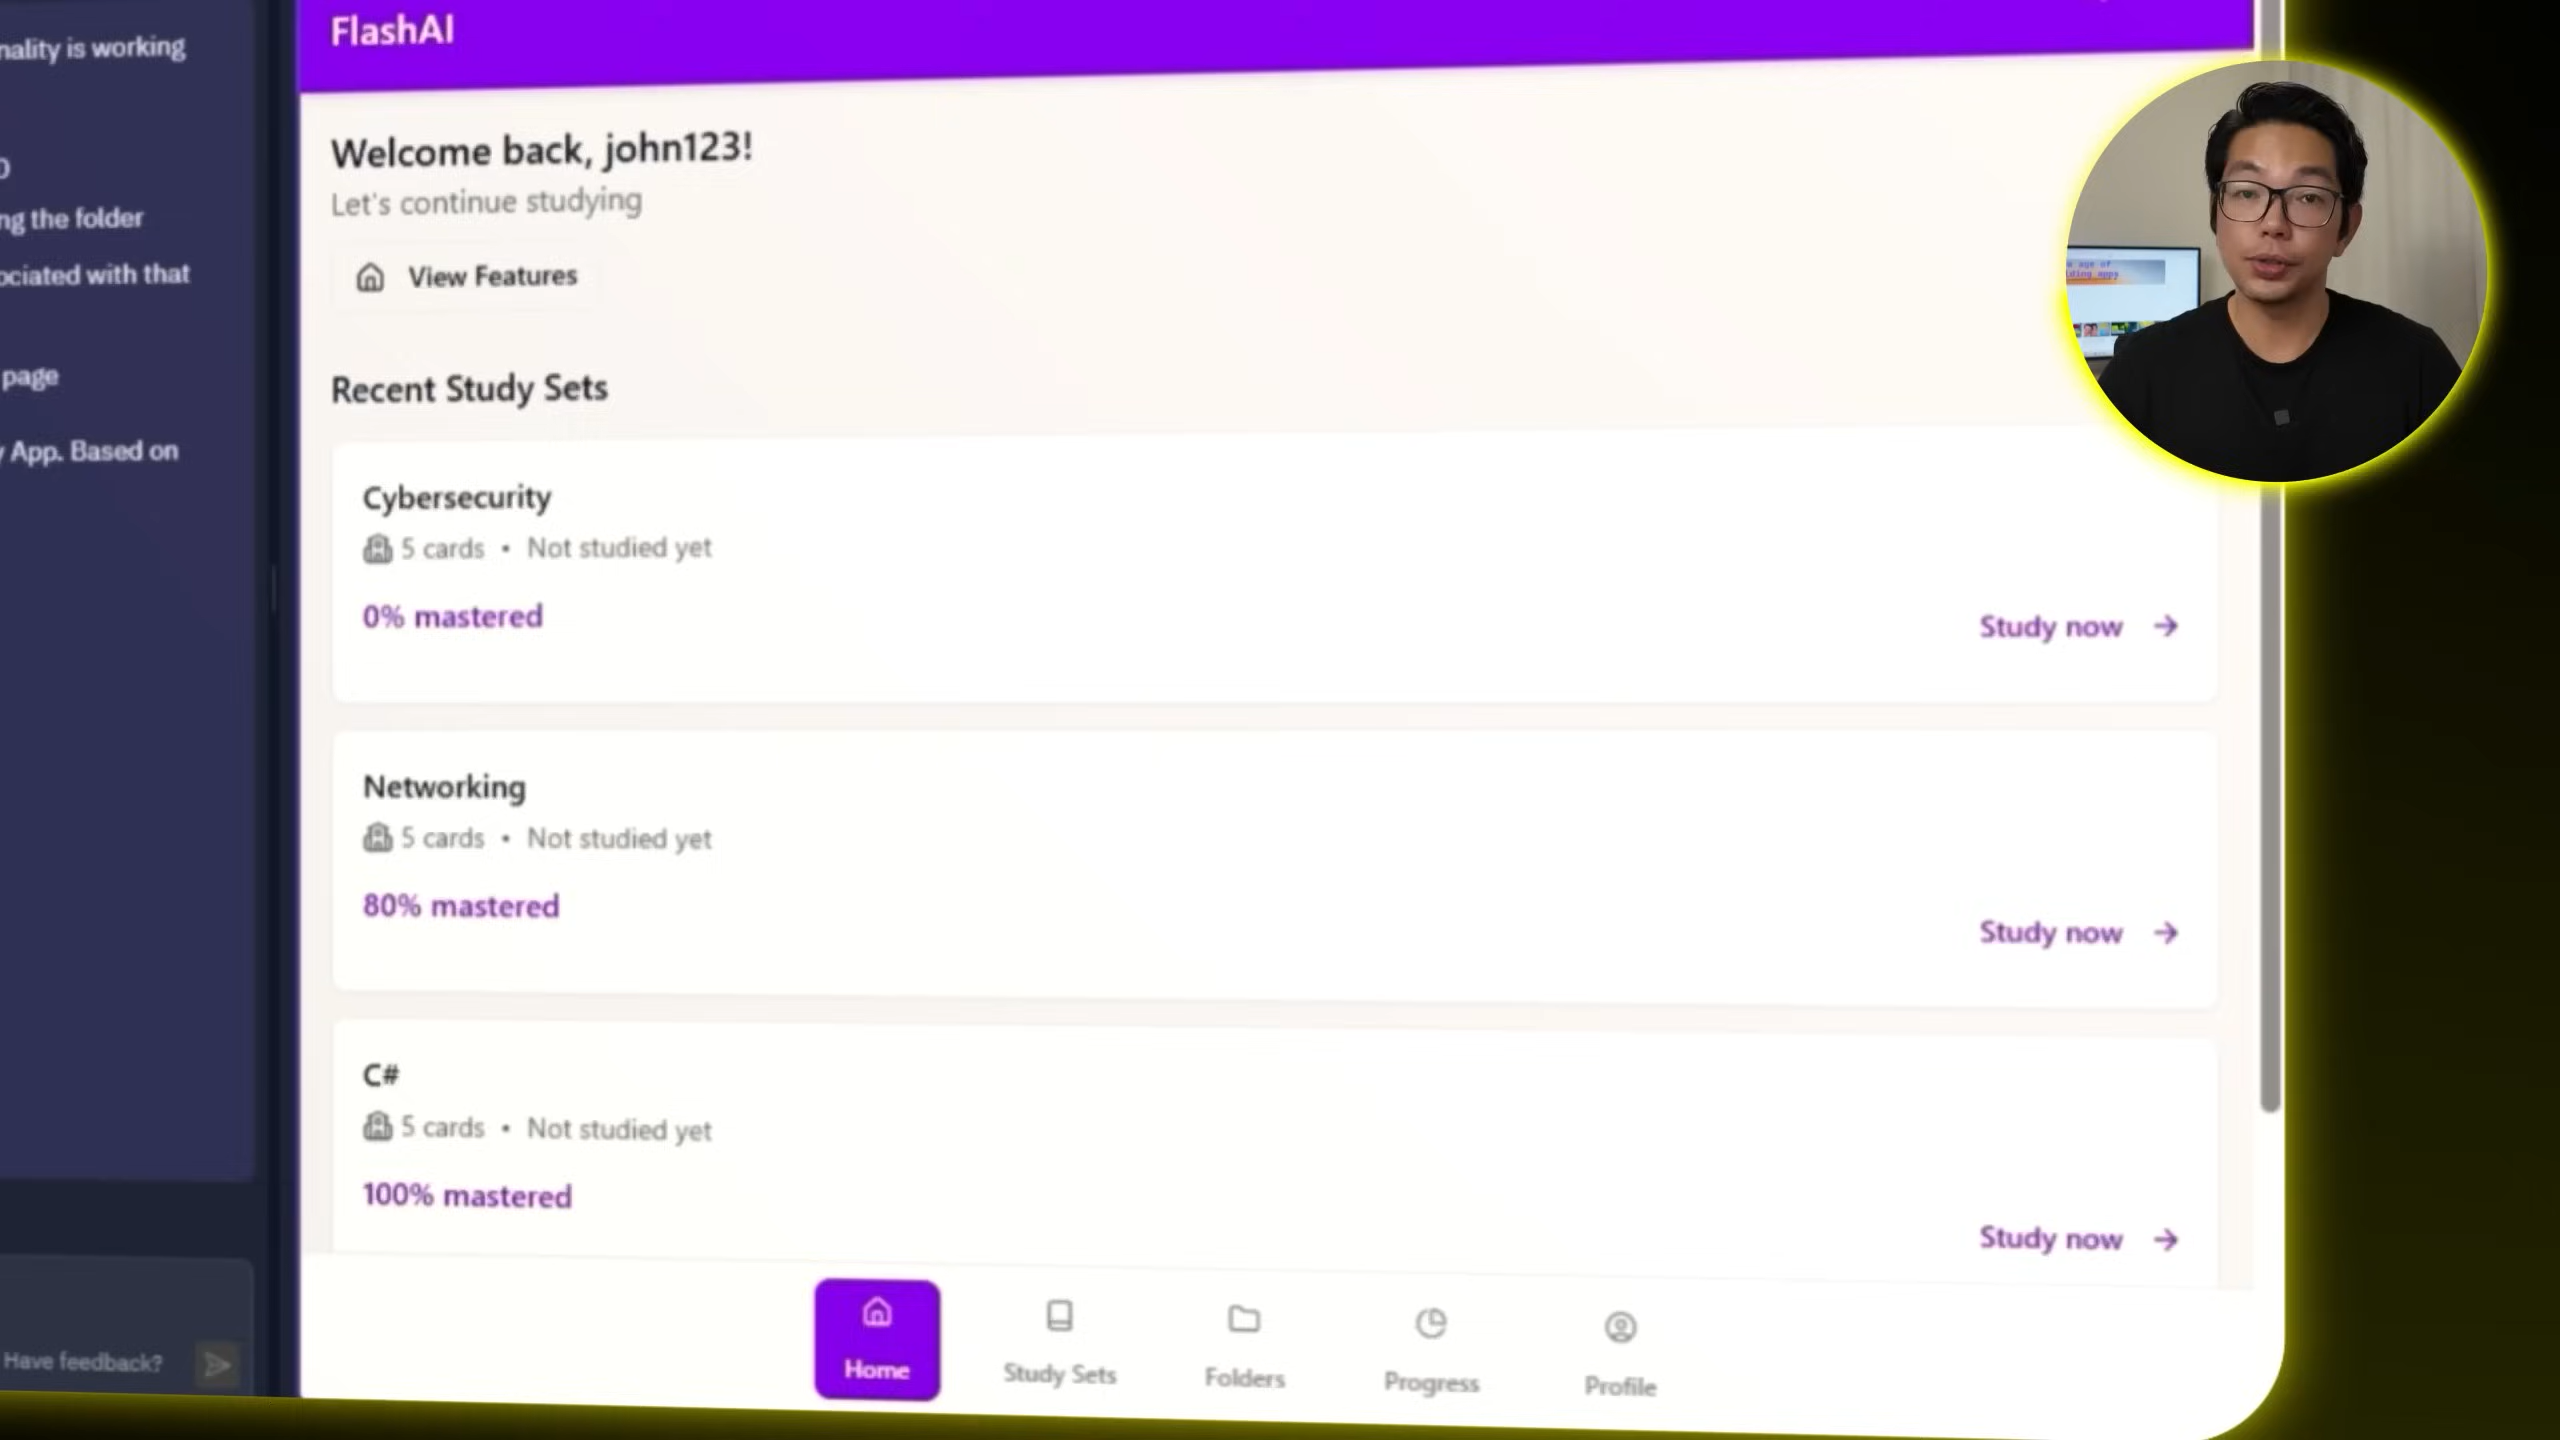 nality is working
ng the folder
ociated with that
page
App. Based on
Have feedback?
FlashAI
Welcome back, john123!
Let's continue studying
View Features
Recent Study Sets
Cybersecurity
5 cards • Not studied yet
0% mastered
Study now →
Networking
5 cards • Not studied yet
80% mastered
Study now →
C#
5 cards • Not studied yet
100% mastered
Study now →
Home
Study Sets
Folders
Progress
Profile
age of
apps